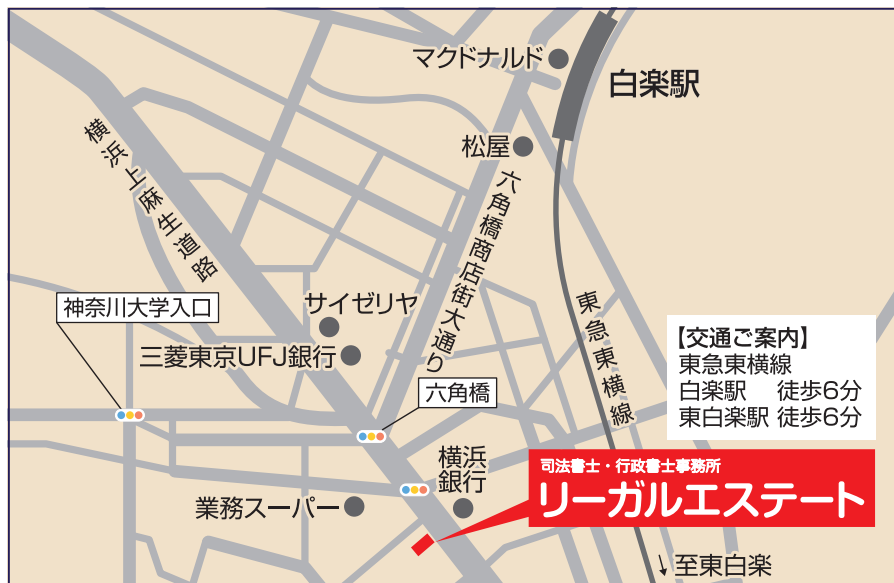 マクドナルド
白楽駅
松屋
横浜上麻生道路
六角橋商店街大通り
神奈川大学入口
サイゼリヤ
三菱東京UFJ銀行
東急東横線
【交通ご案内】
東急東横線
白楽駅 徒歩6分
東白楽駅 徒歩6分
六角橋
横浜
銀行
司法書士・行政書士事務所
リーガルエステート
業務スーパー
→至東白楽